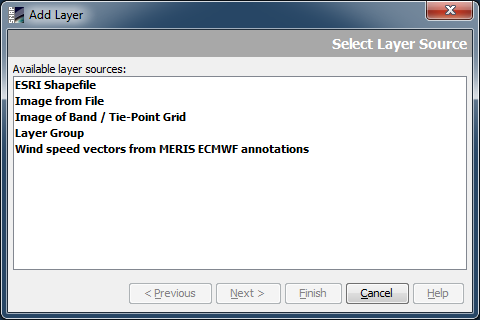 SNAP
Add Layer
Select Layer Source
Available layer sources:
ESRI Shapefile
Image from File
Image of Band / Tie-Point Grid
Layer Group
Wind speed vectors from MERIS ECMWF annotations
< Previous
Next >
Finish
Cancel
Help